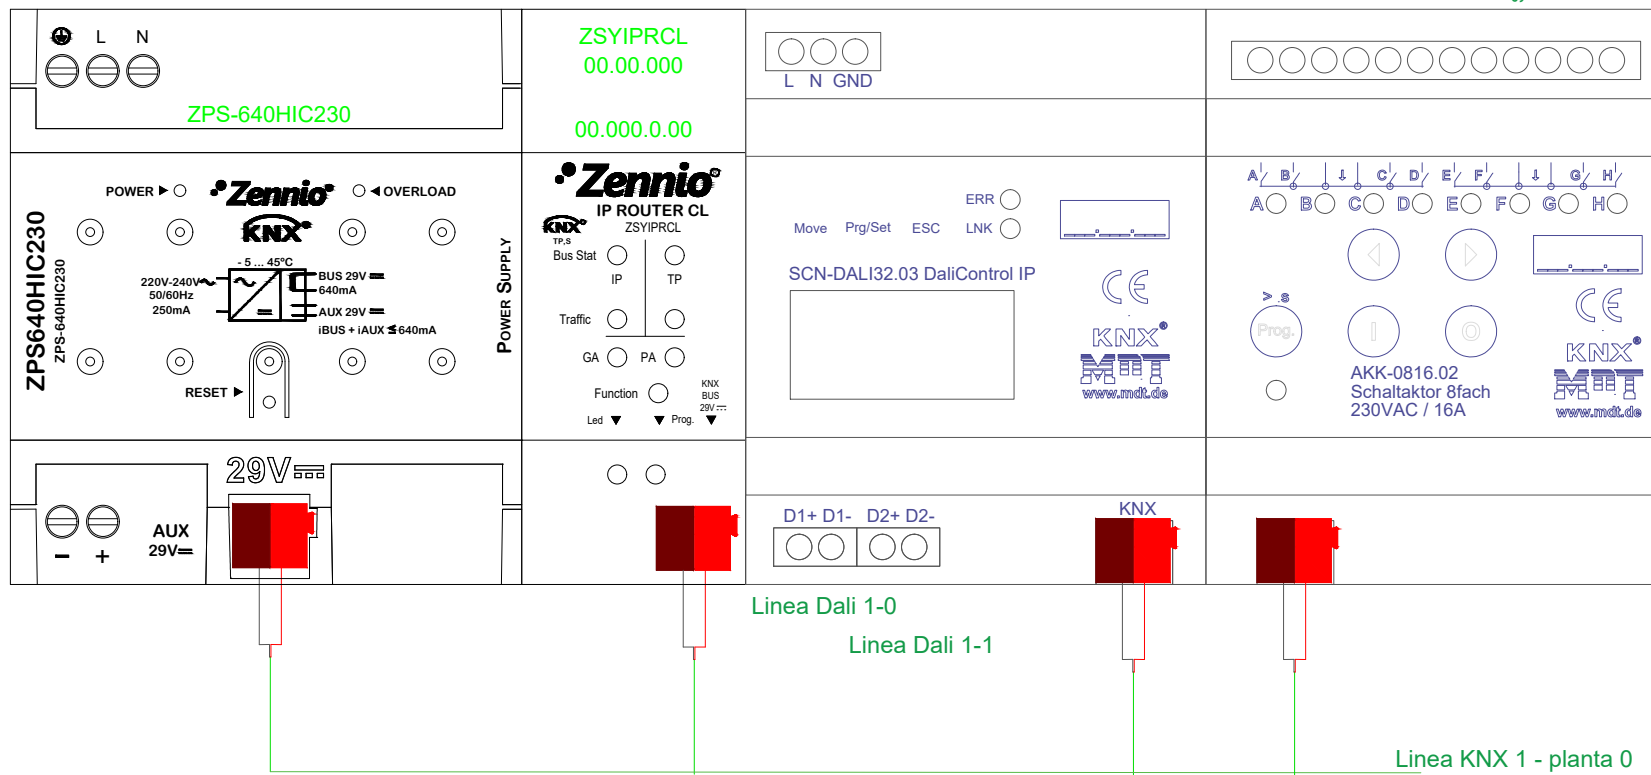 L N
ZPS-640HIC230
ZSYIPRCL
00.00.000
00.000.0.00
L N GND
ZPS640HIC230
ZPS-640HIC230
POWER
Zennio
OVERLOAD
KNX
- 5 ... 45ºC
220V-240V
50/60Hz
250mA
BUS 29V
640mA
AUX 29V
iBUS + iAUX ≤ 640mA
RESET
POWER SUPPLY
29V
- +
AUX
29V
Zennio
IP ROUTER CL
ZSYIPRCL
KNX
TP,S
Bus Stat
IP TP
Traffic
GA PA
Function
KNX
BUS
29V
Led Prog.
ERR
Move Prg/Set ESC LNK
SCN-DALI32.03 DaliControl IP
CE
KNX®
MDT
www.mdt.de
D1+ D1- D2+ D2-
KNX
A B C D E F G H
A B C D E F G H
> .s
Prog.
I O
CE
KNX®
MDT
www.mdt.de
AKK-0816.02
Schaltaktor 8fach
230VAC / 16A
Linea Dali 1-0
Linea Dali 1-1
Linea KNX 1 - planta 0